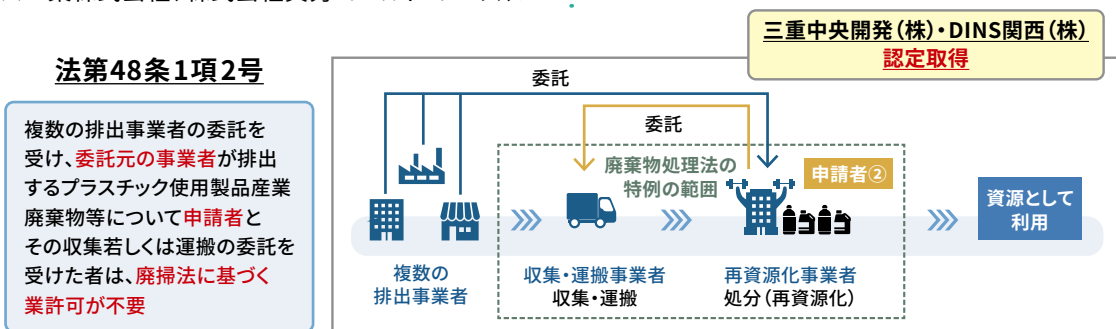 三重中央開発(株)・DINS関西(株)
認定取得
法第48条1項2号
複数の排出事業者の委託を
受け、委託元の事業者が排出
するプラスチック使用製品産業
廃棄物等について申請者と
その収集若しくは運搬の委託を
受けた者は、廃掃法に基づく
業許可が不要
委託
委託
廃棄物処理法の
特例の範囲
申請者②
資源として
利用
複数の
排出事業者
収集・運搬事業者
収集・運搬
再資源化事業者
処分(再資源化)